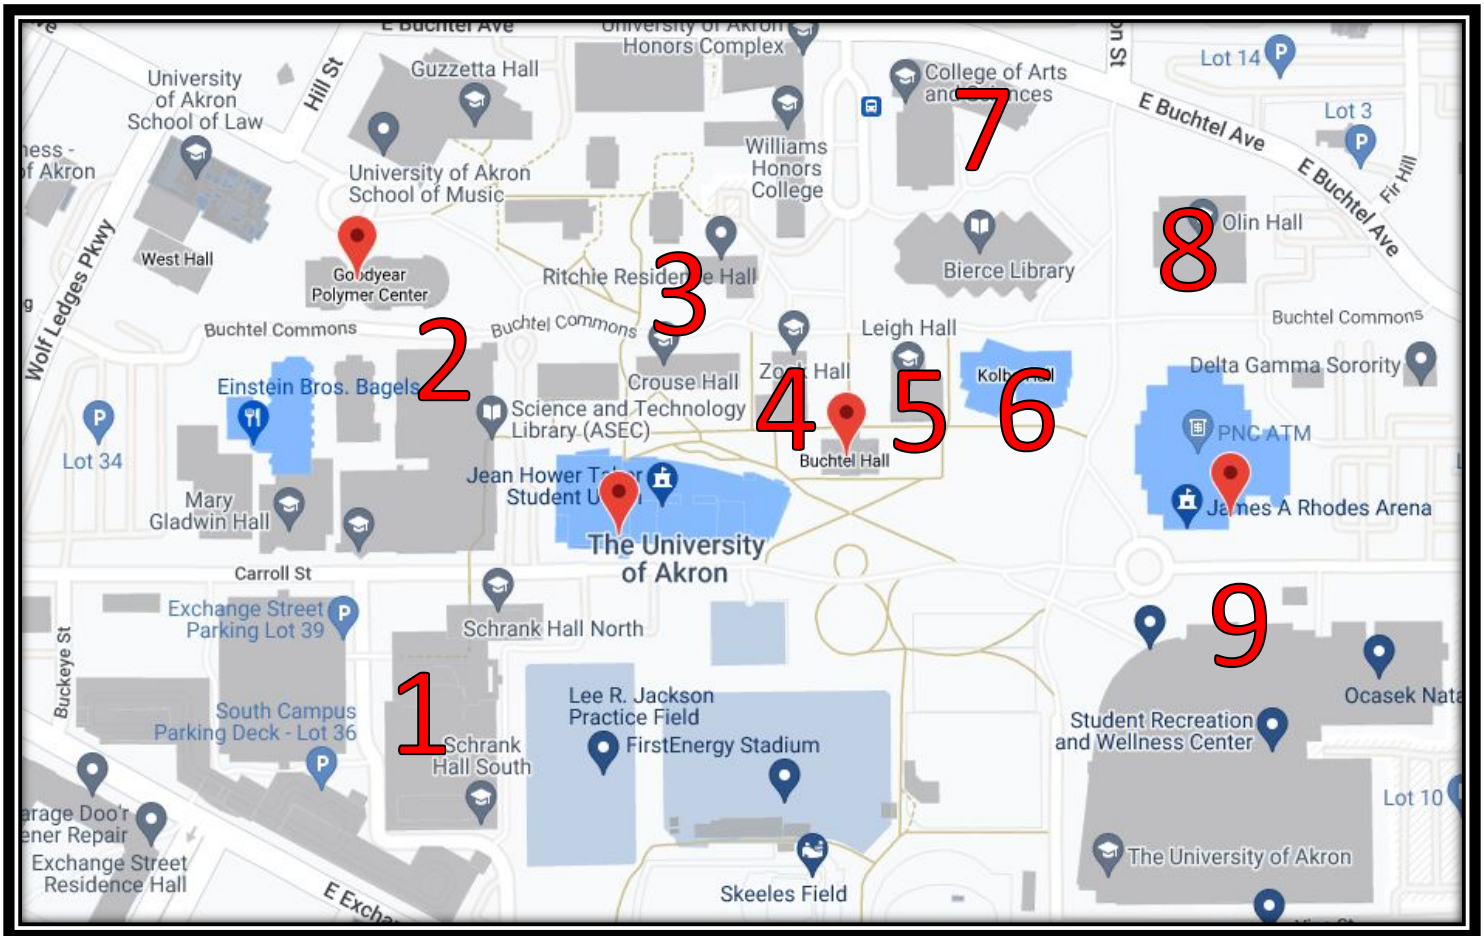 E Buchtel Ave
University of Akron
Honors Complex
Guzzetta Hall
University
of Akron
School of Law
Hill St
College of Arts
and Sciences
on St
Lot 14
E Buchtel Ave
Lot 3
7
ness -
of Akron
University of Akron
School of Music
Williams
Honors
College
E Buchtel Ave
Fir Hill
West Hall
Wolf Ledges Pkwy
Goodyear
Polymer Center
Ritchie Residence Hall
3
Bierce Library
8
Olin Hall
Buchtel Commons
2
Buchtel Commons
Buchtel Commons
Leigh Hall
Einstein Bros. Bagels
Crouse Hall
Zook Hall
Kolbe Hall
Delta Gamma Sorority
4
5
6
Science and Technology
Library (ASEC)
PNC ATM
Lot 34
Buchtel Hall
Jean Hower Taber
Student Union
Mary
Gladwin Hall
James A Rhodes Arena
The University
of Akron
Carroll St
Exchange Street
Parking Lot 39
Schrank Hall North
9
Buckeye St
1
South Campus
Parking Deck - Lot 36
Lee R. Jackson
Practice Field
FirstEnergy Stadium
Schrank
Hall South
Student Recreation
and Wellness Center
Ocasek Nata
Lot 10
arage Doo'r
ener Repair
Exchange Street
Residence Hall
E Excha
Skeeles Field
The University of Akron